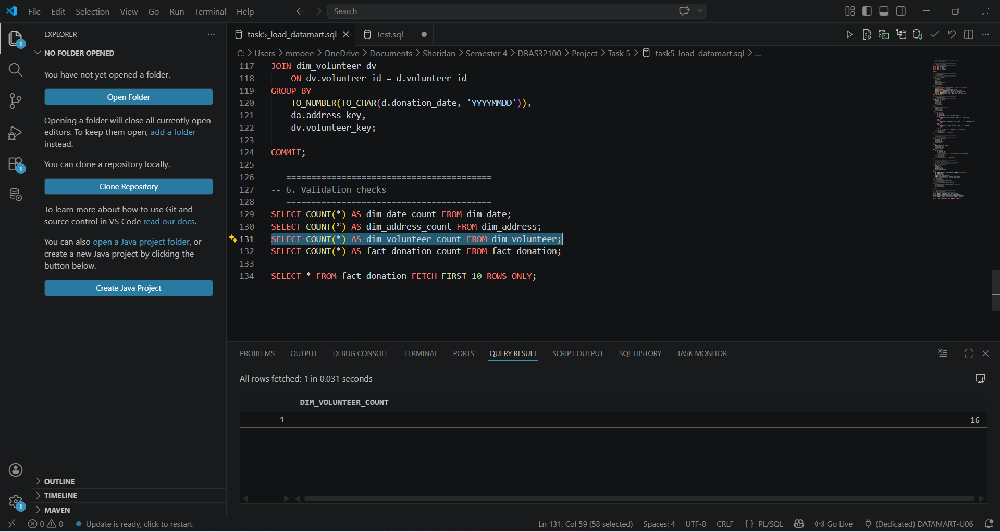 File Edit Selection View Go Run Terminal Help
Search
EXPLORER
NO FOLDER OPENED
You have not yet opened a folder.
Open Folder
Opening a folder will close all currently open
editors. To keep them open, add a folder
instead.
You can clone a repository locally.
Clone Repository
To learn more about how to use Git and
source control in VS Code read our docs.
You can also open a Java project folder, or
create a new Java project by clicking the
button below.
Create Java Project
OUTLINE
TIMELINE
MAVEN
1
1
1
task5_load_datamart.sql
Test.sql
C: > Users > mmoee > OneDrive > Documents > Sheridan > Semester 4 > DBAS32100 > Project > Task 5 > task5_load_datamart.sql > ...
117 JOIN dim_volunteer dv
118 ON dv.volunteer_id = d.volunteer_id
119 GROUP BY
120 TO_NUMBER(TO_CHAR(d.donation_date, 'YYYYMMDD')),
121 da.address_key,
122 dv.volunteer_key;
123
124 COMMIT;
125
126 -- =========================================
127 -- 6. Validation checks
128 -- =========================================
129 SELECT COUNT(*) AS dim_date_count FROM dim_date;
130 SELECT COUNT(*) AS dim_address_count FROM dim_address;
131 SELECT COUNT(*) AS dim_volunteer_count FROM dim_volunteer;
132 SELECT COUNT(*) AS fact_donation_count FROM fact_donation;
133
134 SELECT * FROM fact_donation FETCH FIRST 10 ROWS ONLY;
PROBLEMS OUTPUT DEBUG CONSOLE TERMINAL PORTS QUERY RESULT SCRIPT OUTPUT SQL HISTORY TASK MONITOR
All rows fetched: 1 in 0.031 seconds
DIM_VOLUNTEER_COUNT
1 16
0 0 Update is ready, click to restart.
Ln 131, Col 59 (58 selected) Spaces: 4 UTF-8 CRLF {} PL/SQL Go Live (Dedicated) DATAMART-U06